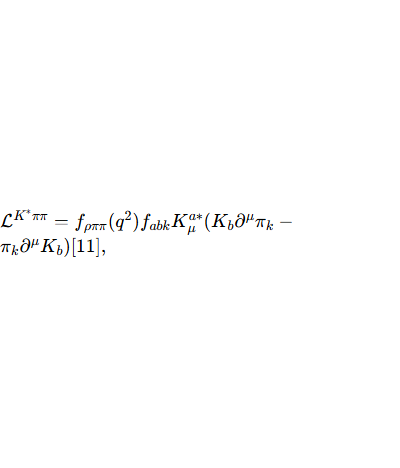 $\mathcal{L}^{K^*\pi\pi} = f_{\rho\pi\pi}(q^2) f_{abk} K^{a*}_{\mu}(K_b \partial^{\mu} \pi_k -$
$\pi_k \partial^{\mu} K_b)[11],$